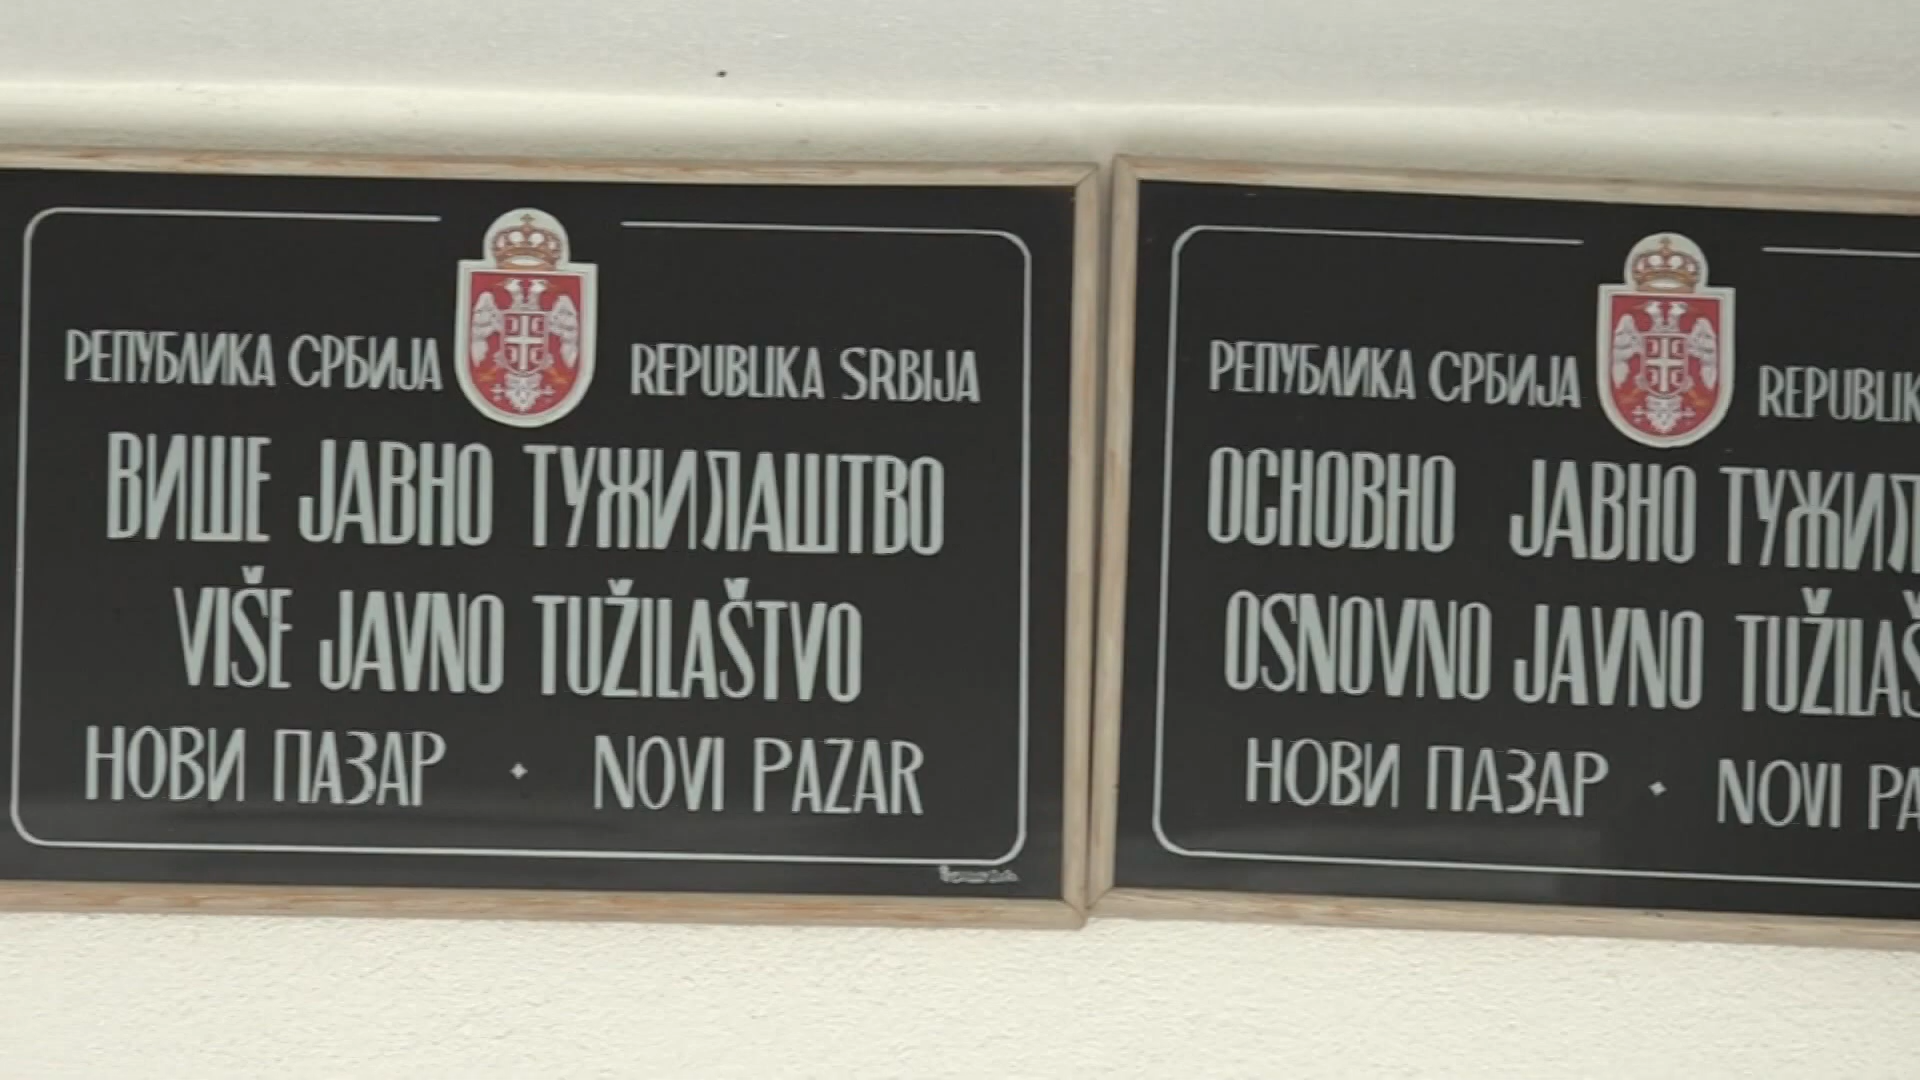 РЕПУБЛИКА СРБИЈА REPUBLIKA SRBIJA
ВИШЕ ЈАВНО ТУЖИЛАШТВО
VIŠE JAVNO TUŽILAŠTVO
НОВИ ПАЗАР · NOVI PAZAR
РЕПУБЛИКА СРБИЈА
ОСНОВНО ЈАВНО
OSNOVNO JAVNO
НОВИ ПАЗАР · NOVI